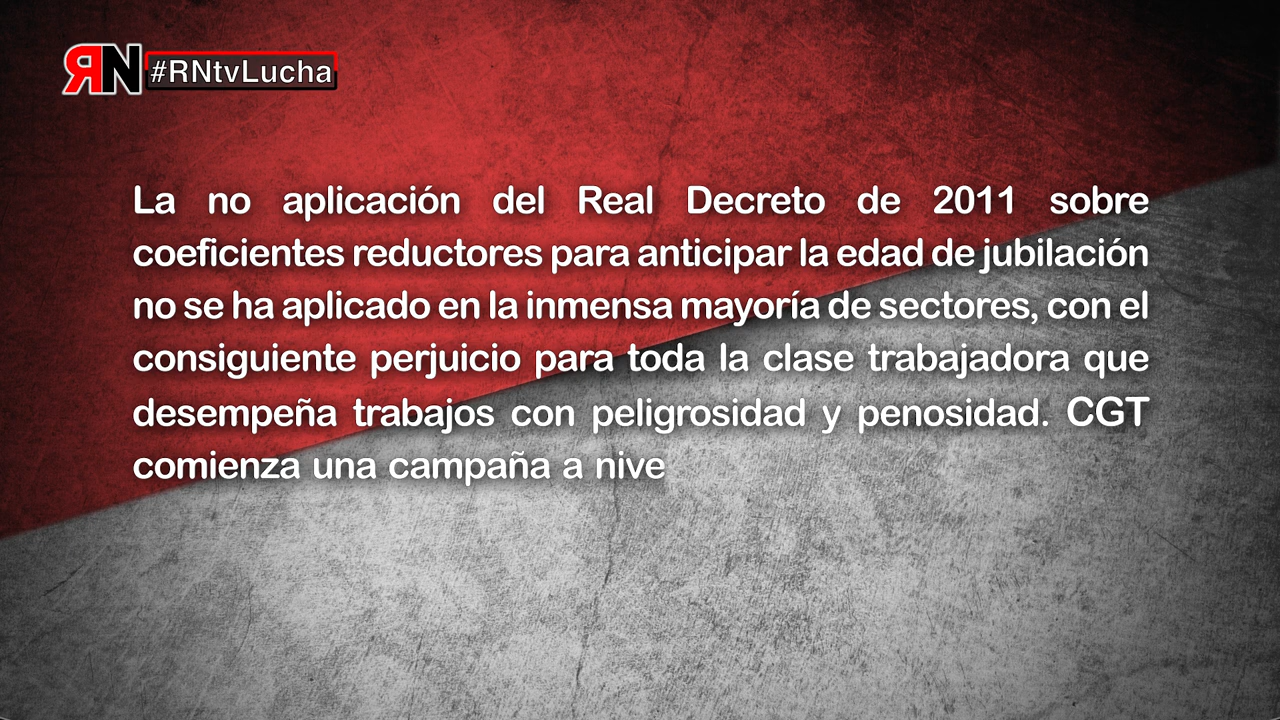 RN #RNtvLucha
La no aplicación del Real Decreto de 2011 sobre
coeficientes reductores para anticipar la edad de jubilación
no se ha aplicado en la inmensa mayoría de sectores, con el
consiguiente perjuicio para toda la clase trabajadora que
desempeña trabajos con peligrosidad y penosidad. CGT
comienza una campaña a nive